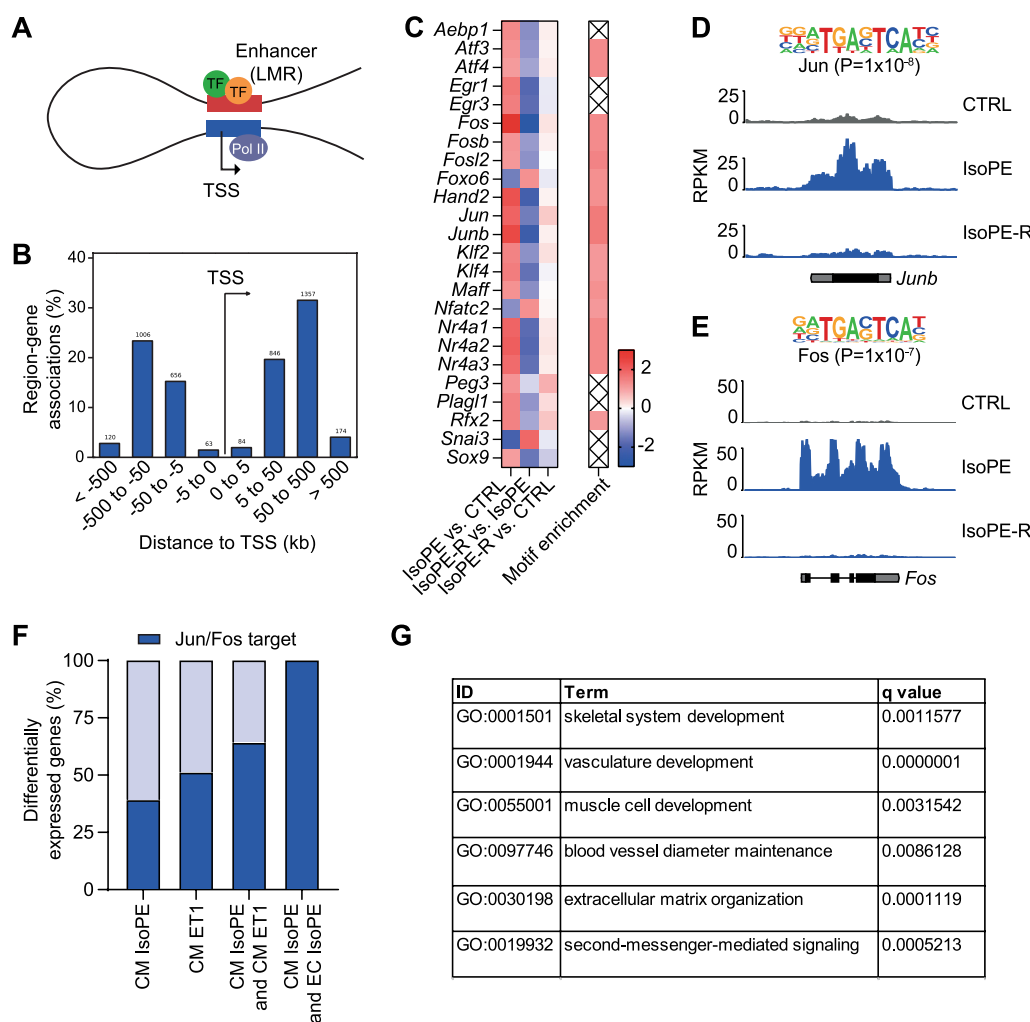 A
Enhancer
(LMR)
TF
TF
Pol II
TSS
B
Region-gene
associations (%)
40
30
20
10
0
TSS
120
1006
656
63
84
846
1357
174
< -500
-500 to -50
-50 to -5
-5 to 0
0 to 5
5 to 50
50 to 500
> 500
Distance to TSS (kb)
C
Aebp1
Atf3
Atf4
Egr1
Egr3
Fos
Fosb
Fosl2
Foxo6
Hand2
Jun
Junb
Klf2
Klf4
Maff
Nfatc2
Nr4a1
Nr4a2
Nr4a3
Peg3
Plagl1
Rfx2
Snai3
Sox9
IsoPE vs. CTRL
IsoPE-R vs. IsoPE
IsoPE-R vs. CTRL
Motif enrichment
2
0
-2
D
TGAGTCA
Jun (P=1x10⁻⁸)
RPKM
25
0
CTRL
25
0
IsoPE
25
0
IsoPE-R
Junb
E
TGACTCA
Fos (P=1x10⁻⁷)
RPKM
50
0
CTRL
50
0
IsoPE
50
0
IsoPE-R
Fos
F
Jun/Fos target
Differentially
expressed genes (%)
100
75
50
25
0
CM IsoPE
CM ET1
CM IsoPE
and CM ET1
CM IsoPE
and EC IsoPE
G
ID Term q value
GO:0001501 skeletal system development 0.0011577
GO:0001944 vasculature development 0.0000001
GO:0055001 muscle cell development 0.0031542
GO:0097746 blood vessel diameter maintenance 0.0086128
GO:0030198 extracellular matrix organization 0.0001119
GO:0019932 second-messenger-mediated signaling 0.0005213